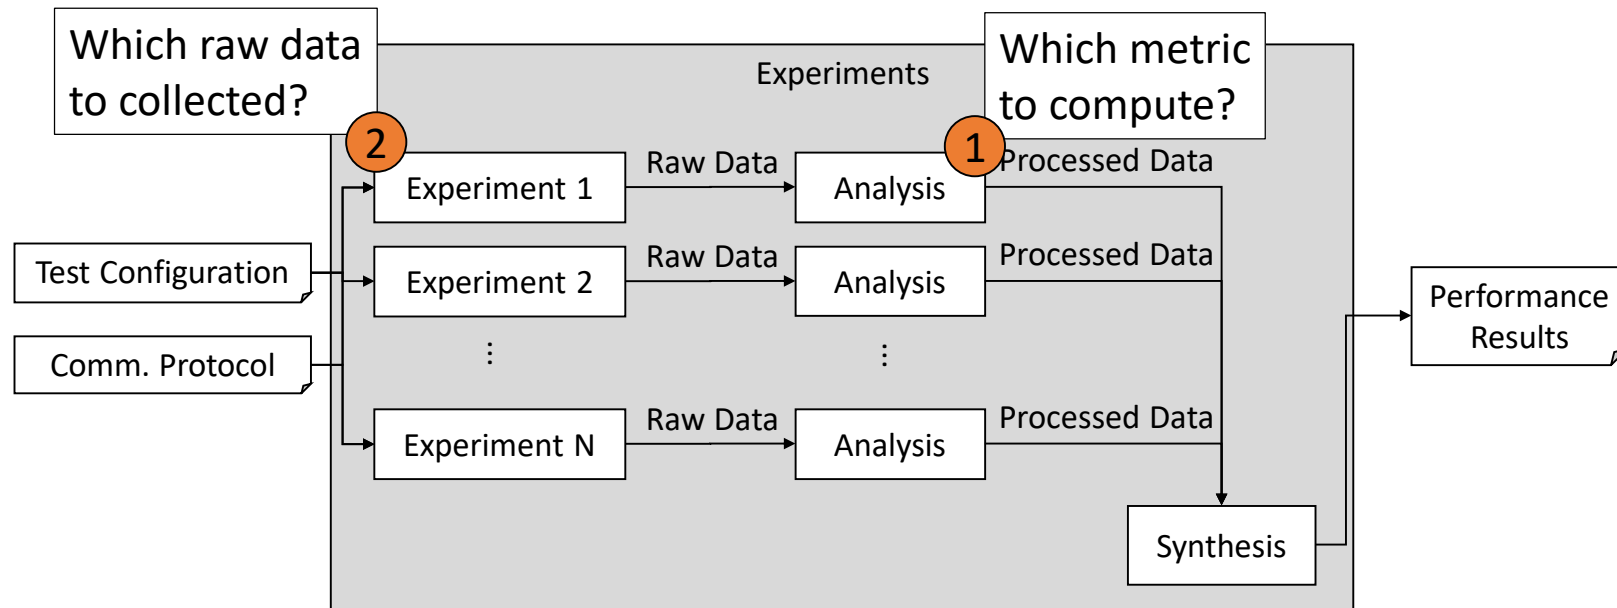 Which raw data
to collected?
Experiments
Which metric
to compute?
2
1
Experiment 1
Raw Data
Analysis
Processed Data
Test Configuration
Experiment 2
Raw Data
Analysis
Processed Data
Comm. Protocol
...
...
Experiment N
Raw Data
Analysis
Processed Data
Synthesis
Performance
Results